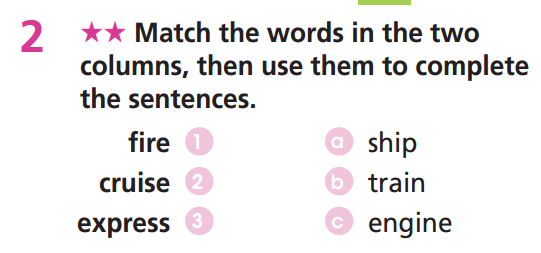 2 ★★ Match the words in the two
columns, then use them to complete
the sentences.
fire 1 a ship
cruise 2 b train
express 3 c engine